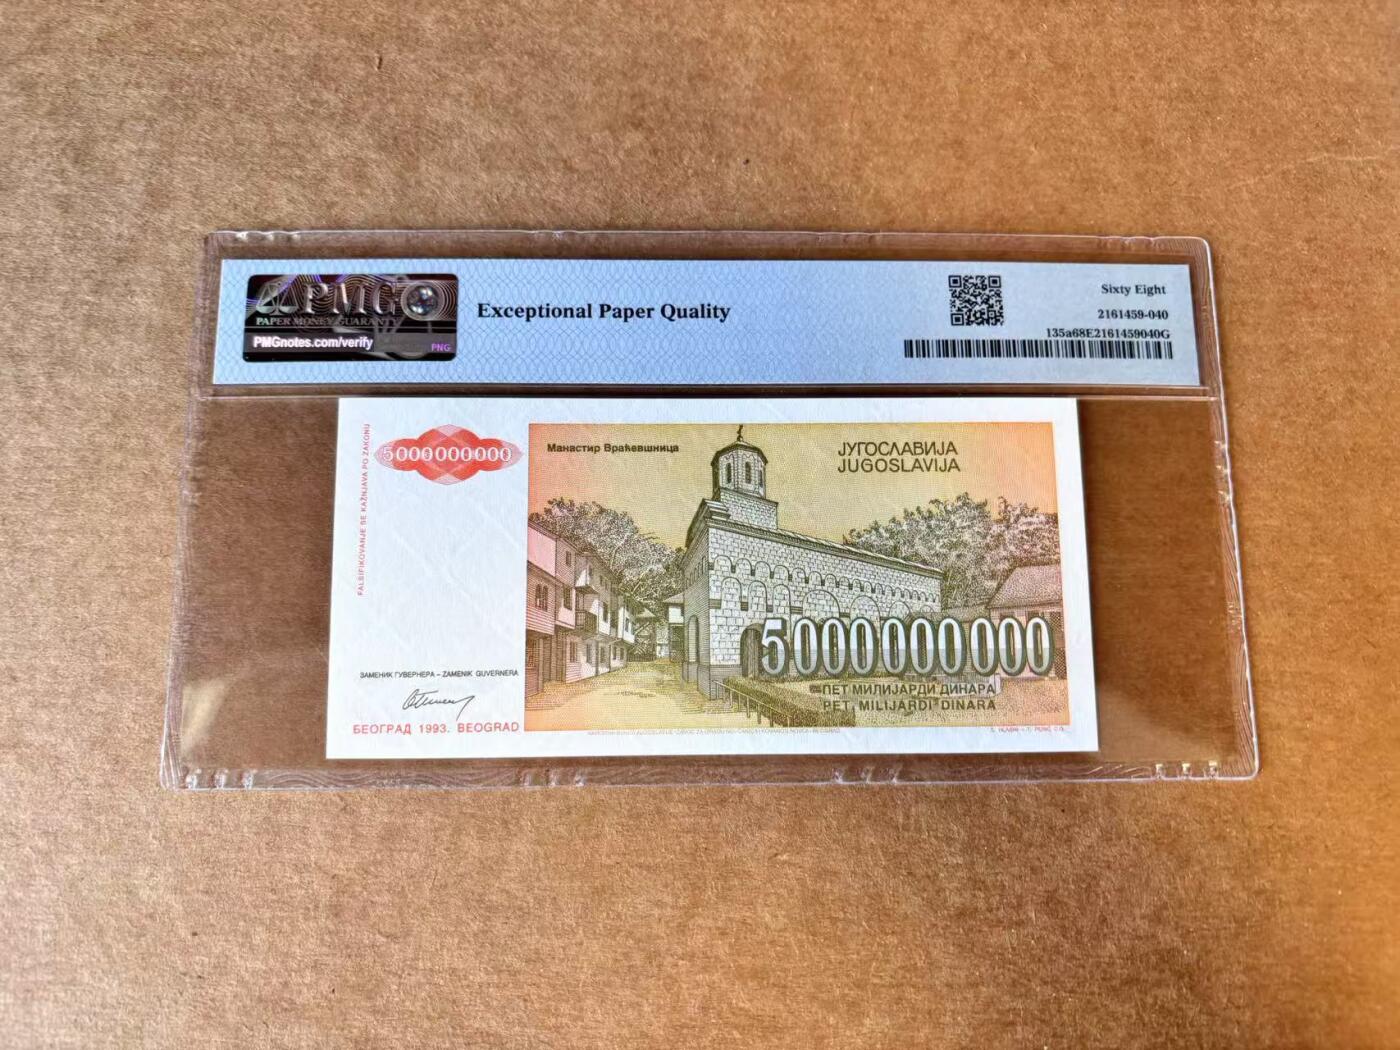 PMG
PAPER MONEY GUARANTY
PMGnotes.com/verify
PNG
Exceptional Paper Quality
Sixty Eight
2161459-040
135a68E2161459040G
FALSIFIKOVANJE SE KAŽNJAVA PO ZAKONU
5000000000
Манастир Враћевшница
ЈУГОСЛАВИЈА
JUGOSLAVIJA
5000000000
ПЕТ МИЛИЈАРДИ ДИНАРА
PET MILIJARDI DINARA
ЗАМЕНИК ГУВЕРНЕРА – ZAMENIK GUVERNERA
БЕОГРАД 1993. BEOGRAD